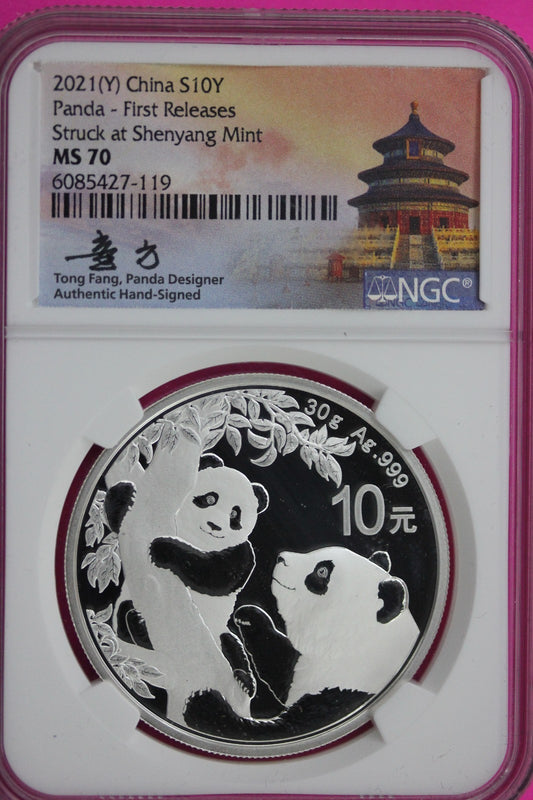 2021(Y) China S10Y
Panda - First Releases
Struck at Shenyang Mint
MS 70
6085427-119
童方
Tong Fang, Panda Designer
Authentic Hand-Signed
NGC®
30g Ag.999
10元